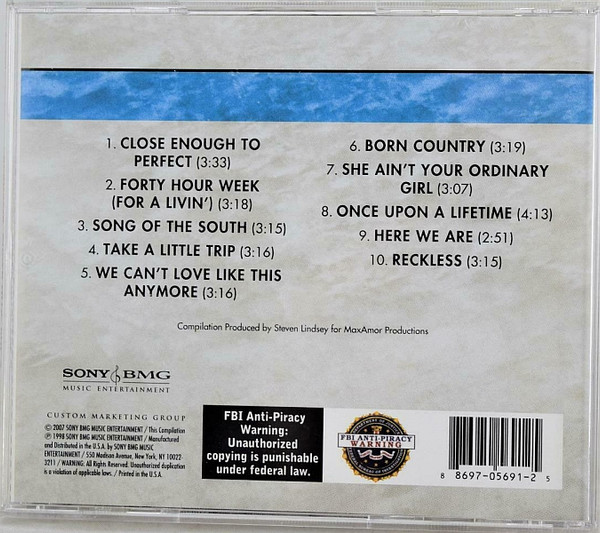 1. CLOSE ENOUGH TO
PERFECT (3:33)
2. FORTY HOUR WEEK
(FOR A LIVIN') (3:18)
3. SONG OF THE SOUTH (3:15)
4. TAKE A LITTLE TRIP (3:16)
5. WE CAN'T LOVE LIKE THIS
ANYMORE (3:16)
6. BORN COUNTRY (3:19)
7. SHE AIN'T YOUR ORDINARY
GIRL (3:07)
8. ONCE UPON A LIFETIME (4:13)
9. HERE WE ARE (2:51)
10. RECKLESS (3:15)
Compilation Produced by Steven Lindsey for MaxAmor Productions
SONY BMG
MUSIC ENTERTAINMENT
CUSTOM MARKETING GROUP
© 2007 SONY BMG MUSIC ENTERTAINMENT / This Compilation
℗ 1998 SONY BMG MUSIC ENTERTAINMENT / Manufactured
and Distributed in the U.S.A. by SONY BMG MUSIC
ENTERTAINMENT / 550 Madison Avenue, New York, NY 10022-
3211 / WARNING: All Rights Reserved. Unauthorized duplication
is a violation of applicable laws. / Printed in the U.S.A.
FBI Anti-Piracy
Warning:
Unauthorized
copying is punishable
under federal law.
FBI ANTI-PIRACY
WARNING
8 8697-05691-2 5